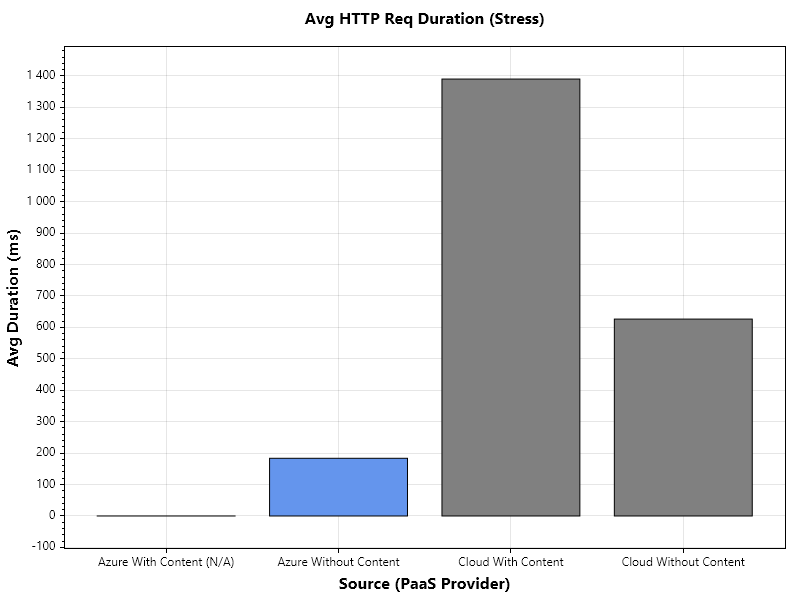 Avg HTTP Req Duration (Stress)
Avg Duration (ms)
1 400
1 300
1 200
1 100
1 000
900
800
700
600
500
400
300
200
100
0
-100
Azure With Content (N/A)
Azure Without Content
Cloud With Content
Cloud Without Content
Source (PaaS Provider)